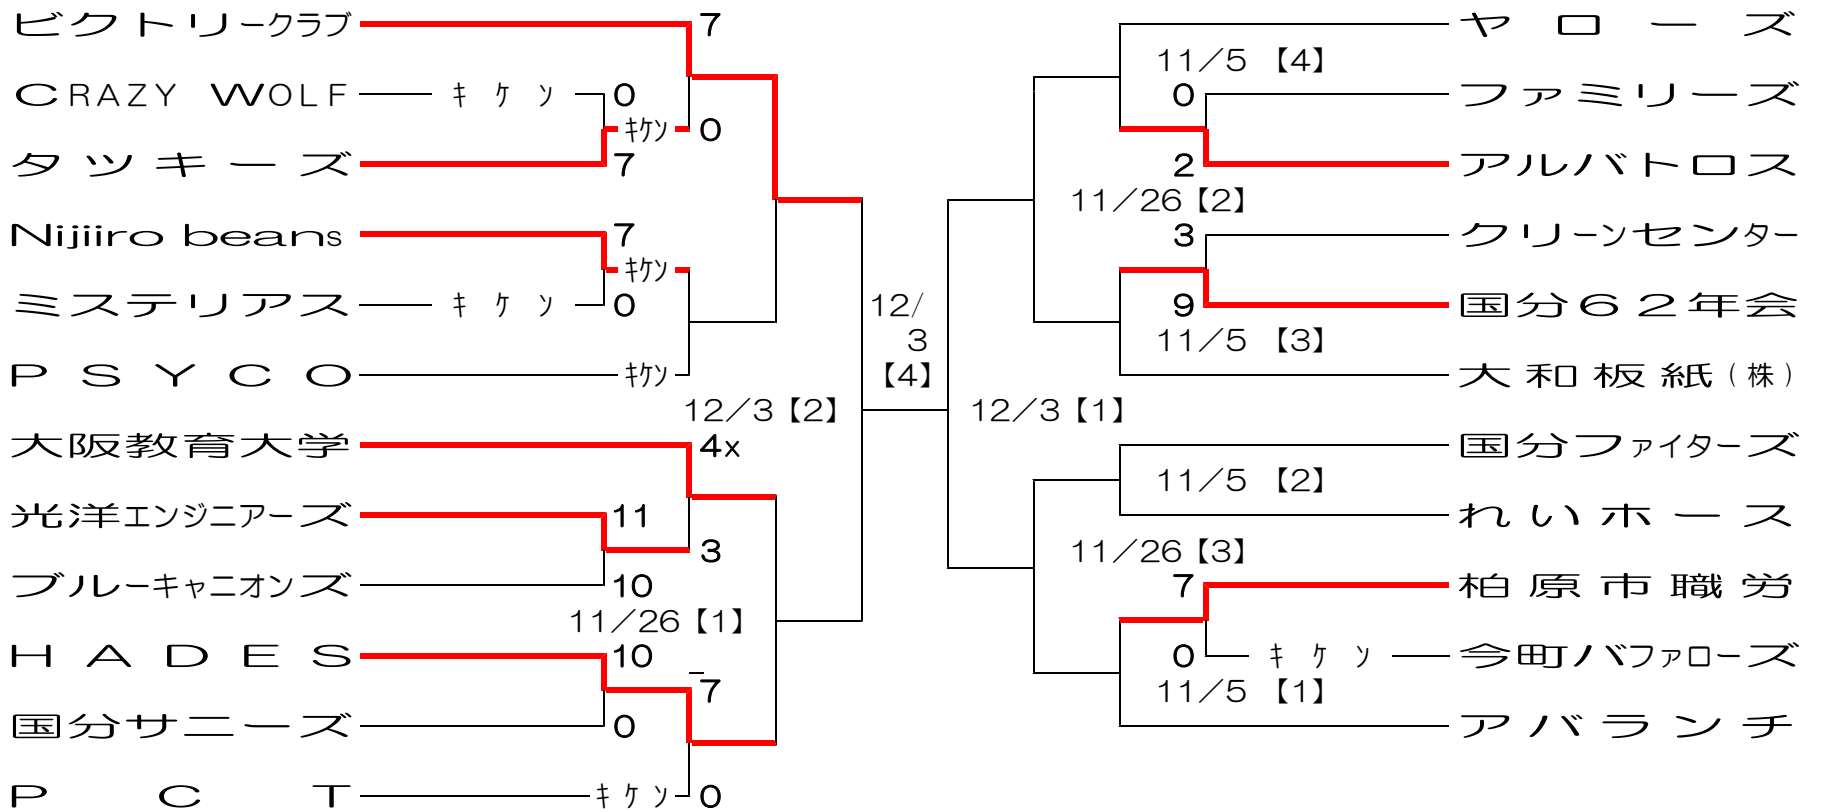 ビクトリークラブ 7 ヤローズ
11/5 【4】
CRAZY WOLF キケン 0 0 ファミリーズ
キケン 0
タッキーズ 7 2 アルバトロス
11/26【2】
Nijiiro beans 7 3 クリーンセンター
キケン
ミステリアス キケン 0 12/ 9 国分62年会
3 11/5 【3】
PSYCO キケン 【4】 大和板紙(株)
12/3【2】 12/3【1】
大阪教育大学 4x 国分ファイターズ
11/5 【2】
光洋エンジニアーズ 11 れいホース
3 11/26【3】
ブルーキャニオンズ 10 7 柏原市職労
11/26【1】
HADES 10 0 キケン 今町バファローズ
7 11/5 【1】
国分サニーズ 0 アバランチ
PCT キケン 0